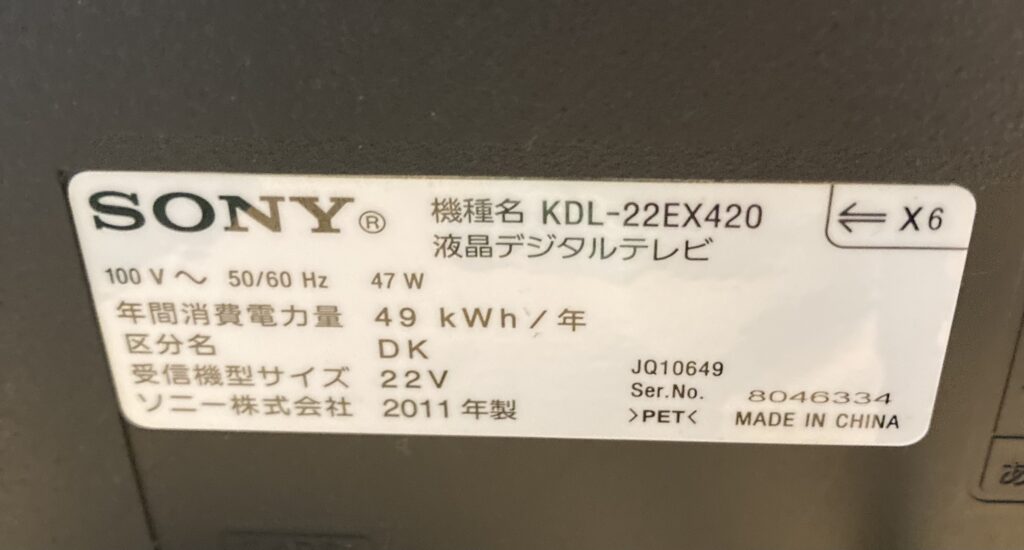 SONY® 機種名 KDL-22EX420 ⇐ X6
液晶デジタルテレビ
100 V ～ 50/60 Hz 47 W
年間消費電力量 49 kWh/年
区分名 DK
受信機型サイズ 22V
ソニー株式会社 2011年製
JQ10649
Ser.No. 8046334
>PET< MADE IN CHINA
あ